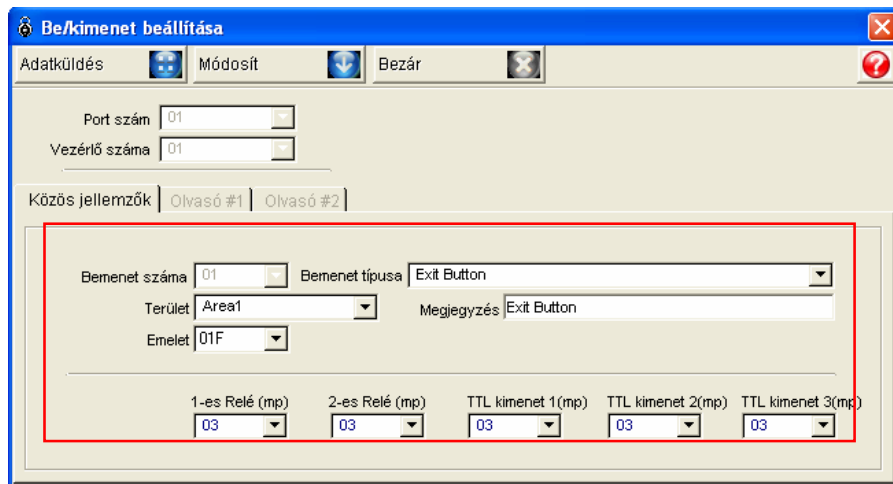 Be/kimenet beállítása
Adatküldés Módosít Bezár
Port szám 01
Vezérlő száma 01
Közös jellemzők Olvasó #1 Olvasó #2
Bemenet száma 01 Bemenet típusa Exit Button
Terület Area1 Megjegyzés Exit Button
Emelet 01F
1-es Relé (mp) 2-es Relé (mp) TTL kimenet 1(mp) TTL kimenet 2(mp) TTL kimenet 3(mp)
03 03 03 03 03